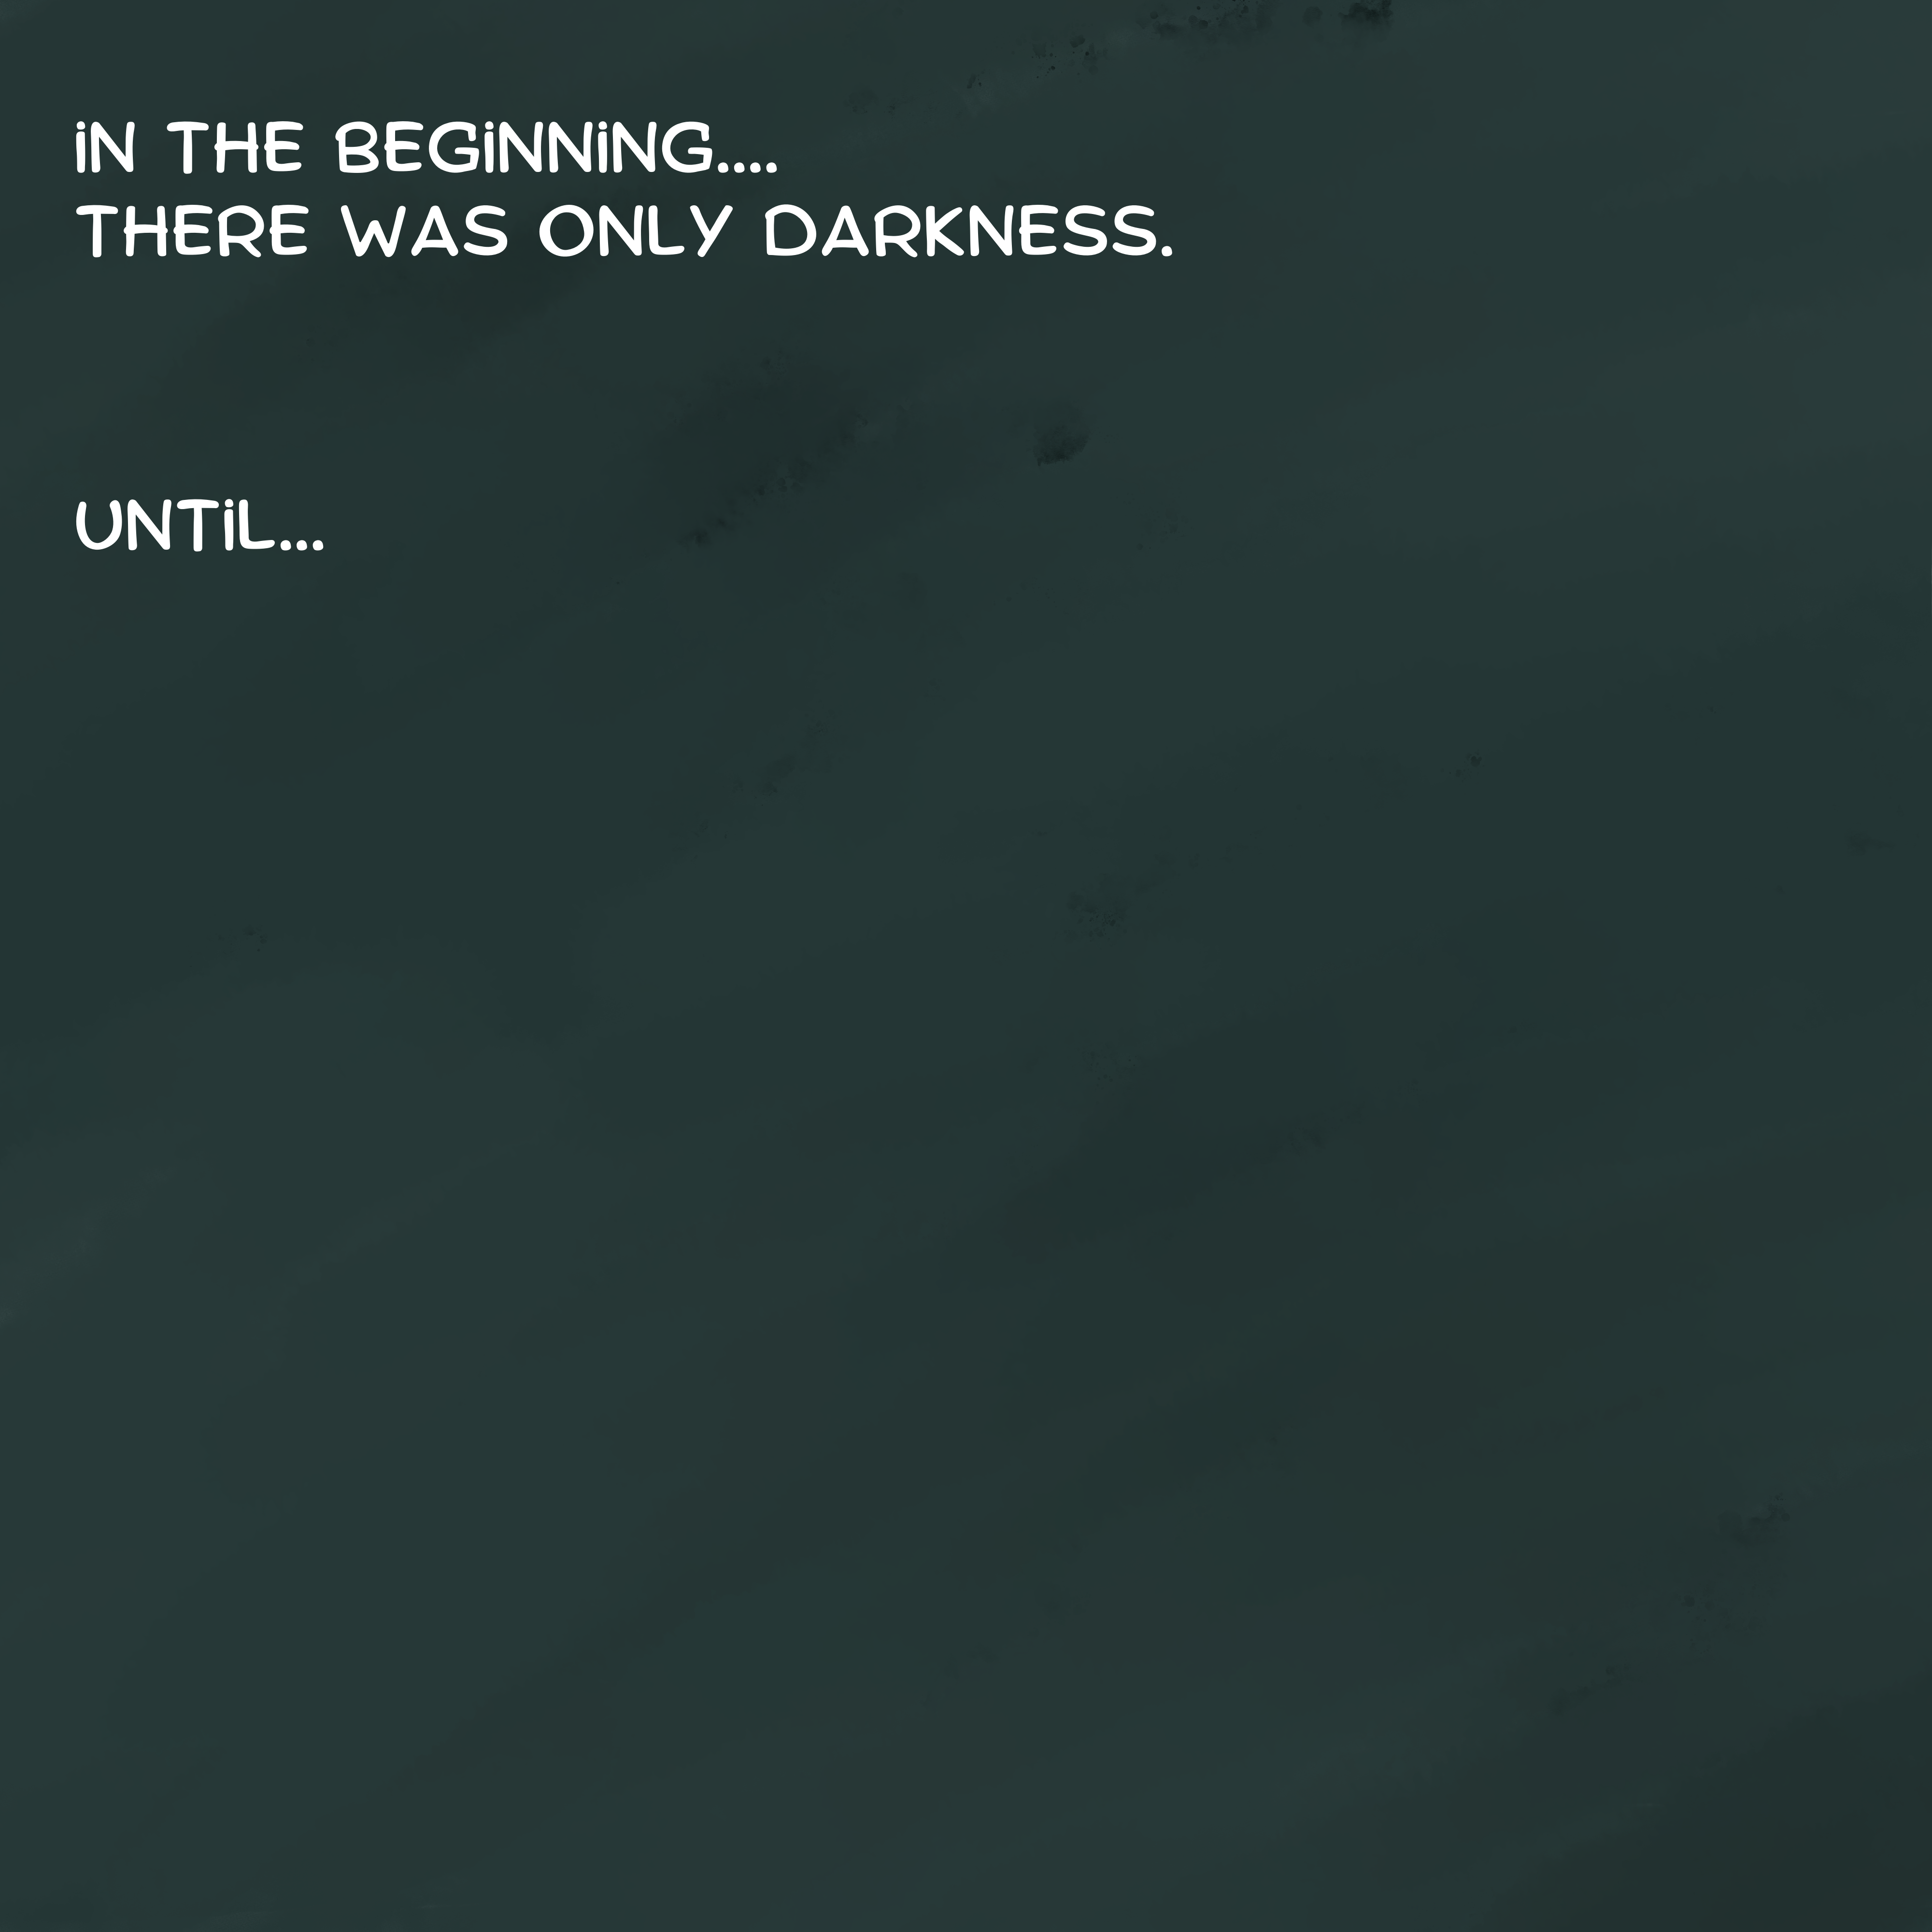 iN THE BEGiNNiNG....
THERE WAS ONLY DARKNESS.
UNTiL...